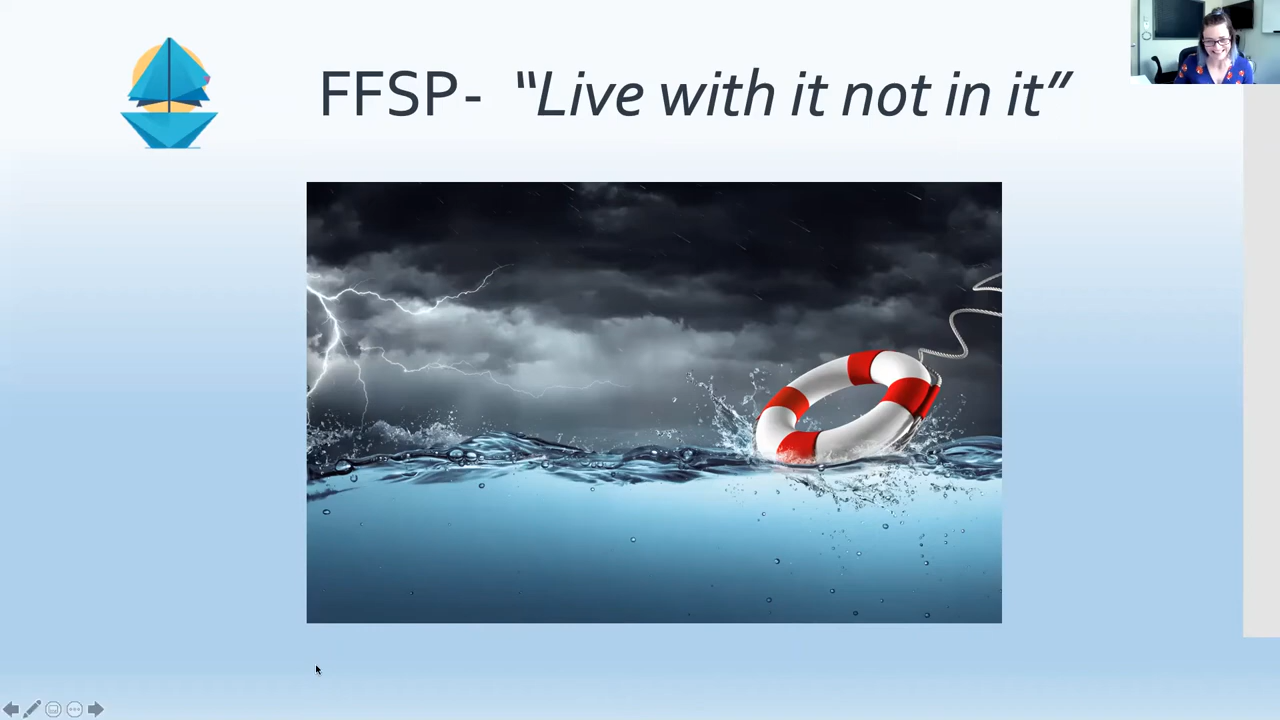 FFSP- “Live with it not in it”